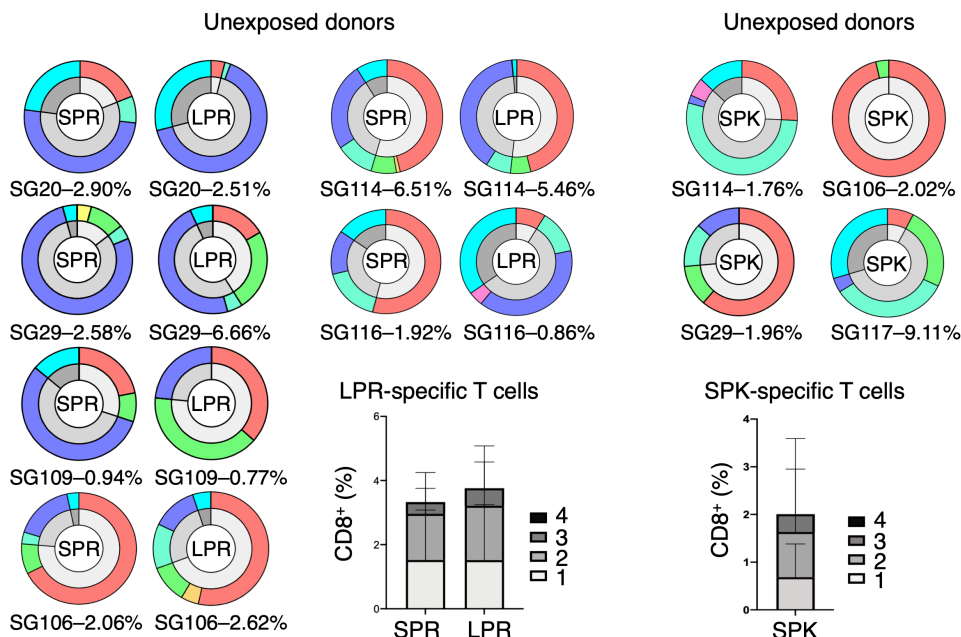 Unexposed donors
Unexposed donors
SPR LPR SPR LPR SPK SPK
SG20–2.90% SG20–2.51% SG114–6.51% SG114–5.46% SG114–1.76% SG106–2.02%
SPR LPR SPR LPR SPK SPK
SG29–2.58% SG29–6.66% SG116–1.92% SG116–0.86% SG29–1.96% SG117–9.11%
SPR LPR
SG109–0.94% SG109–0.77%
SPR LPR
SG106–2.06% SG106–2.62%
LPR-specific T cells
CD8⁺ (%)
6
4
2
0
SPR LPR
4
3
2
1
SPK-specific T cells
CD8⁺ (%)
4
3
2
1
0
SPK
4
3
2
1